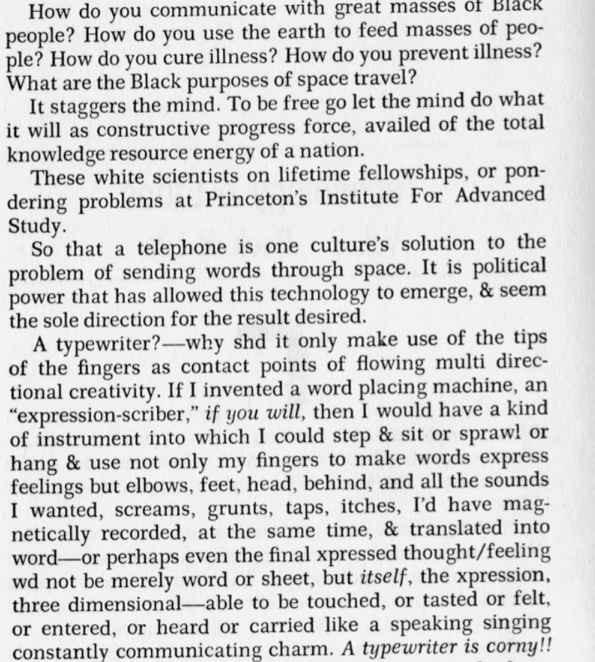 How do you communicate with great masses of Black
people? How do you use the earth to feed masses of peo-
ple? How do you cure illness? How do you prevent illness?
What are the Black purposes of space travel?
It staggers the mind. To be free go let the mind do what
it will as constructive progress force, availed of the total
knowledge resource energy of a nation.
These white scientists on lifetime fellowships, or pon-
dering problems at Princeton's Institute For Advanced
Study.
So that a telephone is one culture's solution to the
problem of sending words through space. It is political
power that has allowed this technology to emerge, & seem
the sole direction for the result desired.
A typewriter?—why shd it only make use of the tips
of the fingers as contact points of flowing multi direc-
tional creativity. If I invented a word placing machine, an
“expression-scriber,” if you will, then I would have a kind
of instrument into which I could step & sit or sprawl or
hang & use not only my fingers to make words express
feelings but elbows, feet, head, behind, and all the sounds
I wanted, screams, grunts, taps, itches, I'd have mag-
netically recorded, at the same time, & translated into
word—or perhaps even the final xpressed thought/feeling
wd not be merely word or sheet, but itself, the xpression,
three dimensional—able to be touched, or tasted or felt,
or entered, or heard or carried like a speaking singing
constantly communicating charm. A typewriter is corny!!